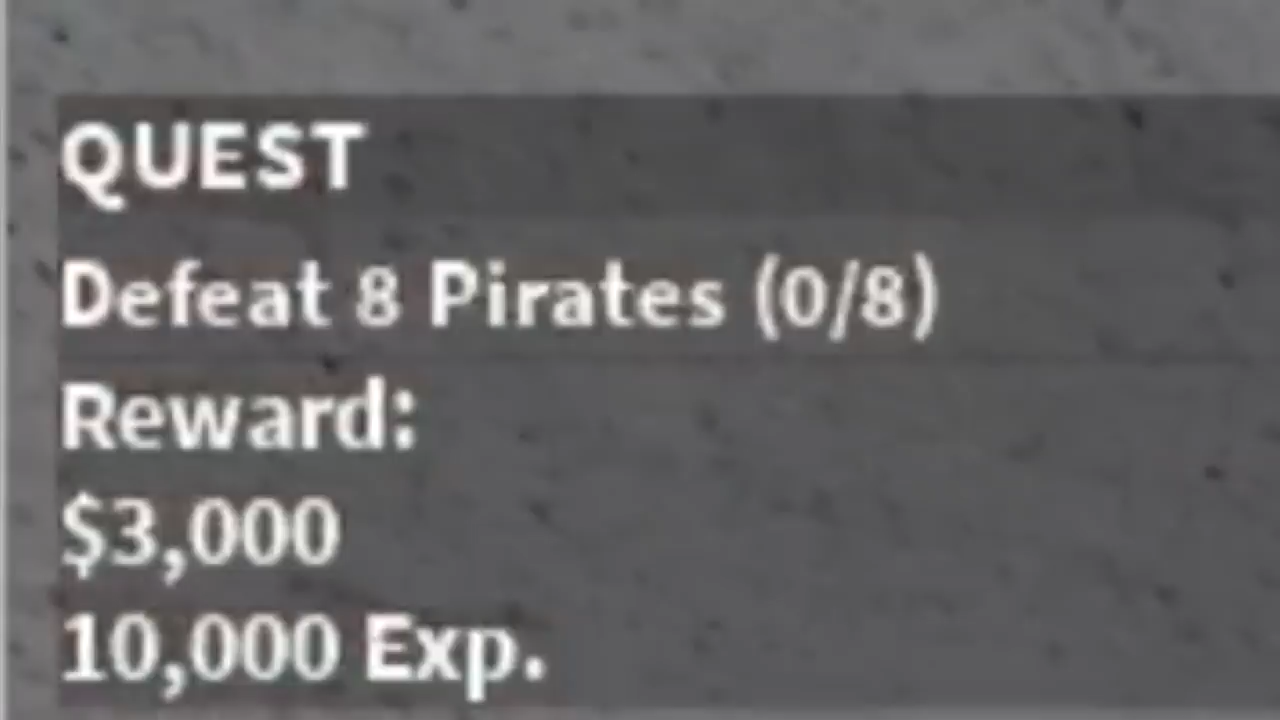 QUEST
Defeat 8 Pirates (0/8)
Reward:
$3,000
10,000 Exp.